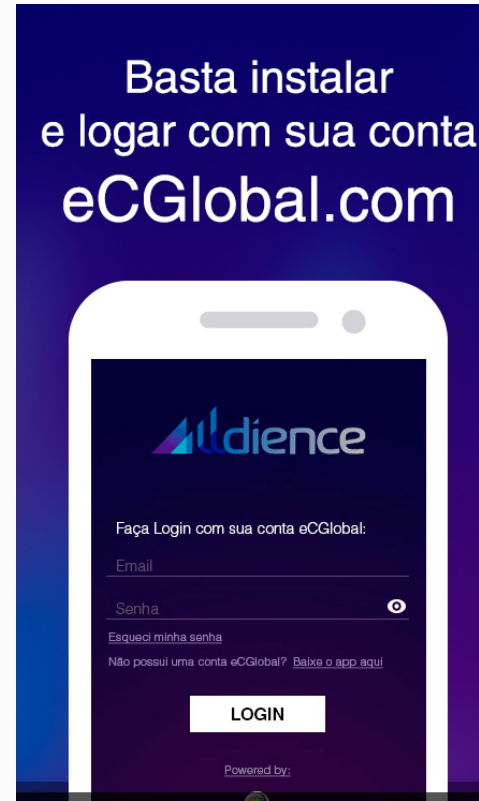 Basta instalar
e logar com sua conta
eCGlobal.com
Alldience
Faça Login com sua conta eCGlobal:
Email
Senha
Esqueci minha senha
Não possui uma conta eCGlobal? Baixe o app aqui
LOGIN
Powered by: